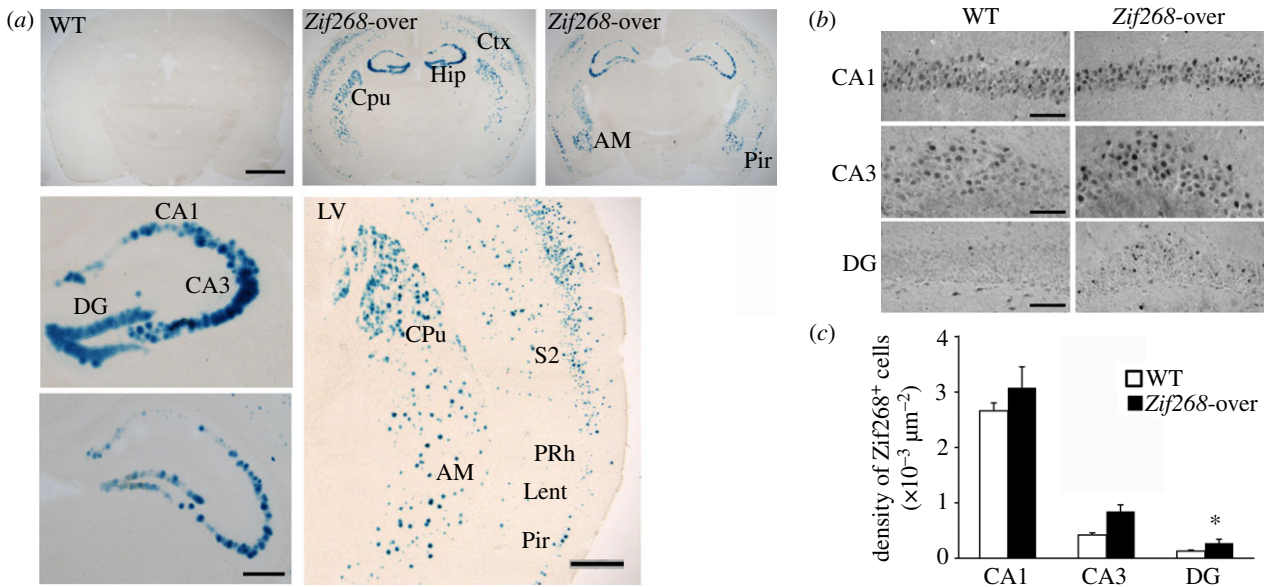 (a)
WT
Zif268-over
Ctx
Hip
Cpu
Zif268-over
AM
Pir
CA1
CA3
DG
LV
CPu
S2
PRh
AM
Lent
Pir
(b)
WT
Zif268-over
CA1
CA3
DG
(c)
density of Zif268+ cells
(×10−3 µm−2)
4
3
2
1
0
WT
Zif268-over
*
CA1
CA3
DG